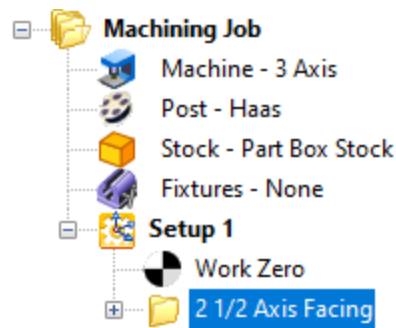 Machining Job
Machine - 3 Axis
Post - Haas
Stock - Part Box Stock
Fixtures - None
Setup 1
Work Zero
2 1/2 Axis Facing